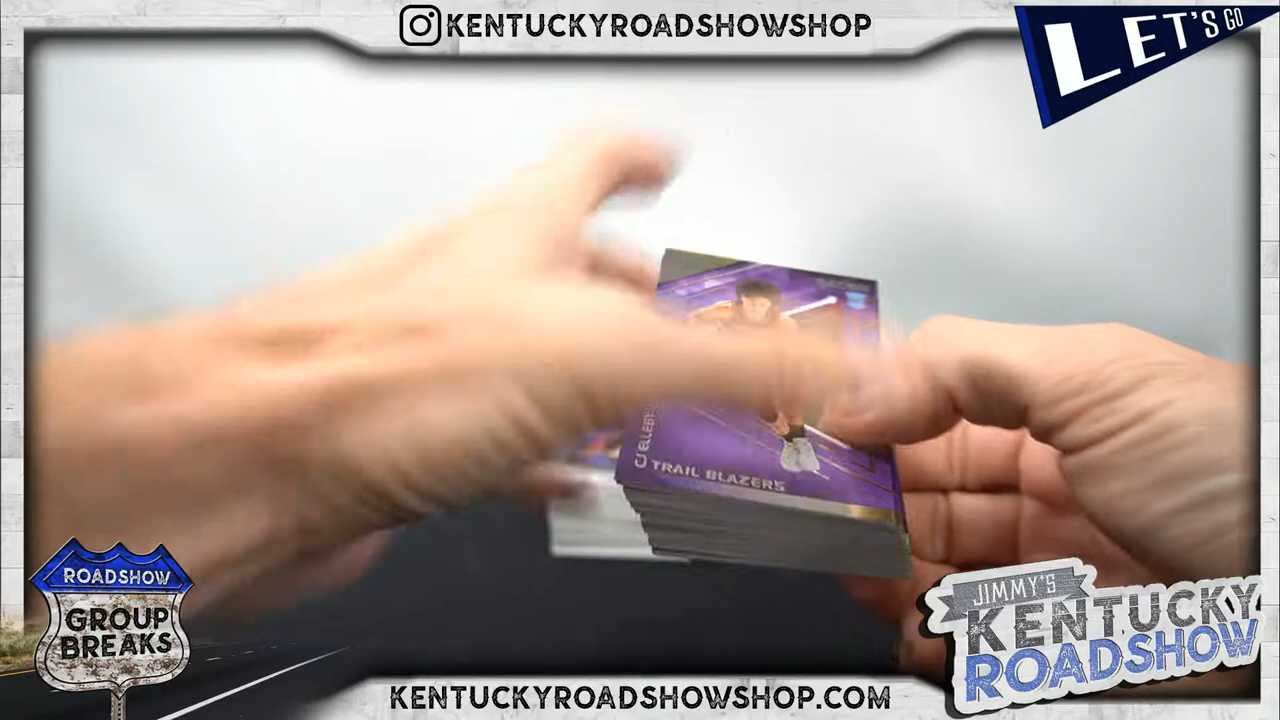 KENTUCKYROADSHOWSHOP
LET'S GO
CJ ELLEBY
TRAIL BLAZERS
ROADSHOW
GROUP
BREAKS
JIMMY'S
KENTUCKY
ROADSHOW
KENTUCKYROADSHOWSHOP.COM